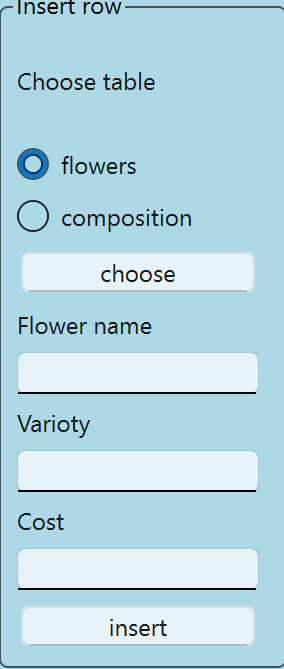 Insert row
Choose table
flowers
composition
choose
Flower name
Varioty
Cost
insert